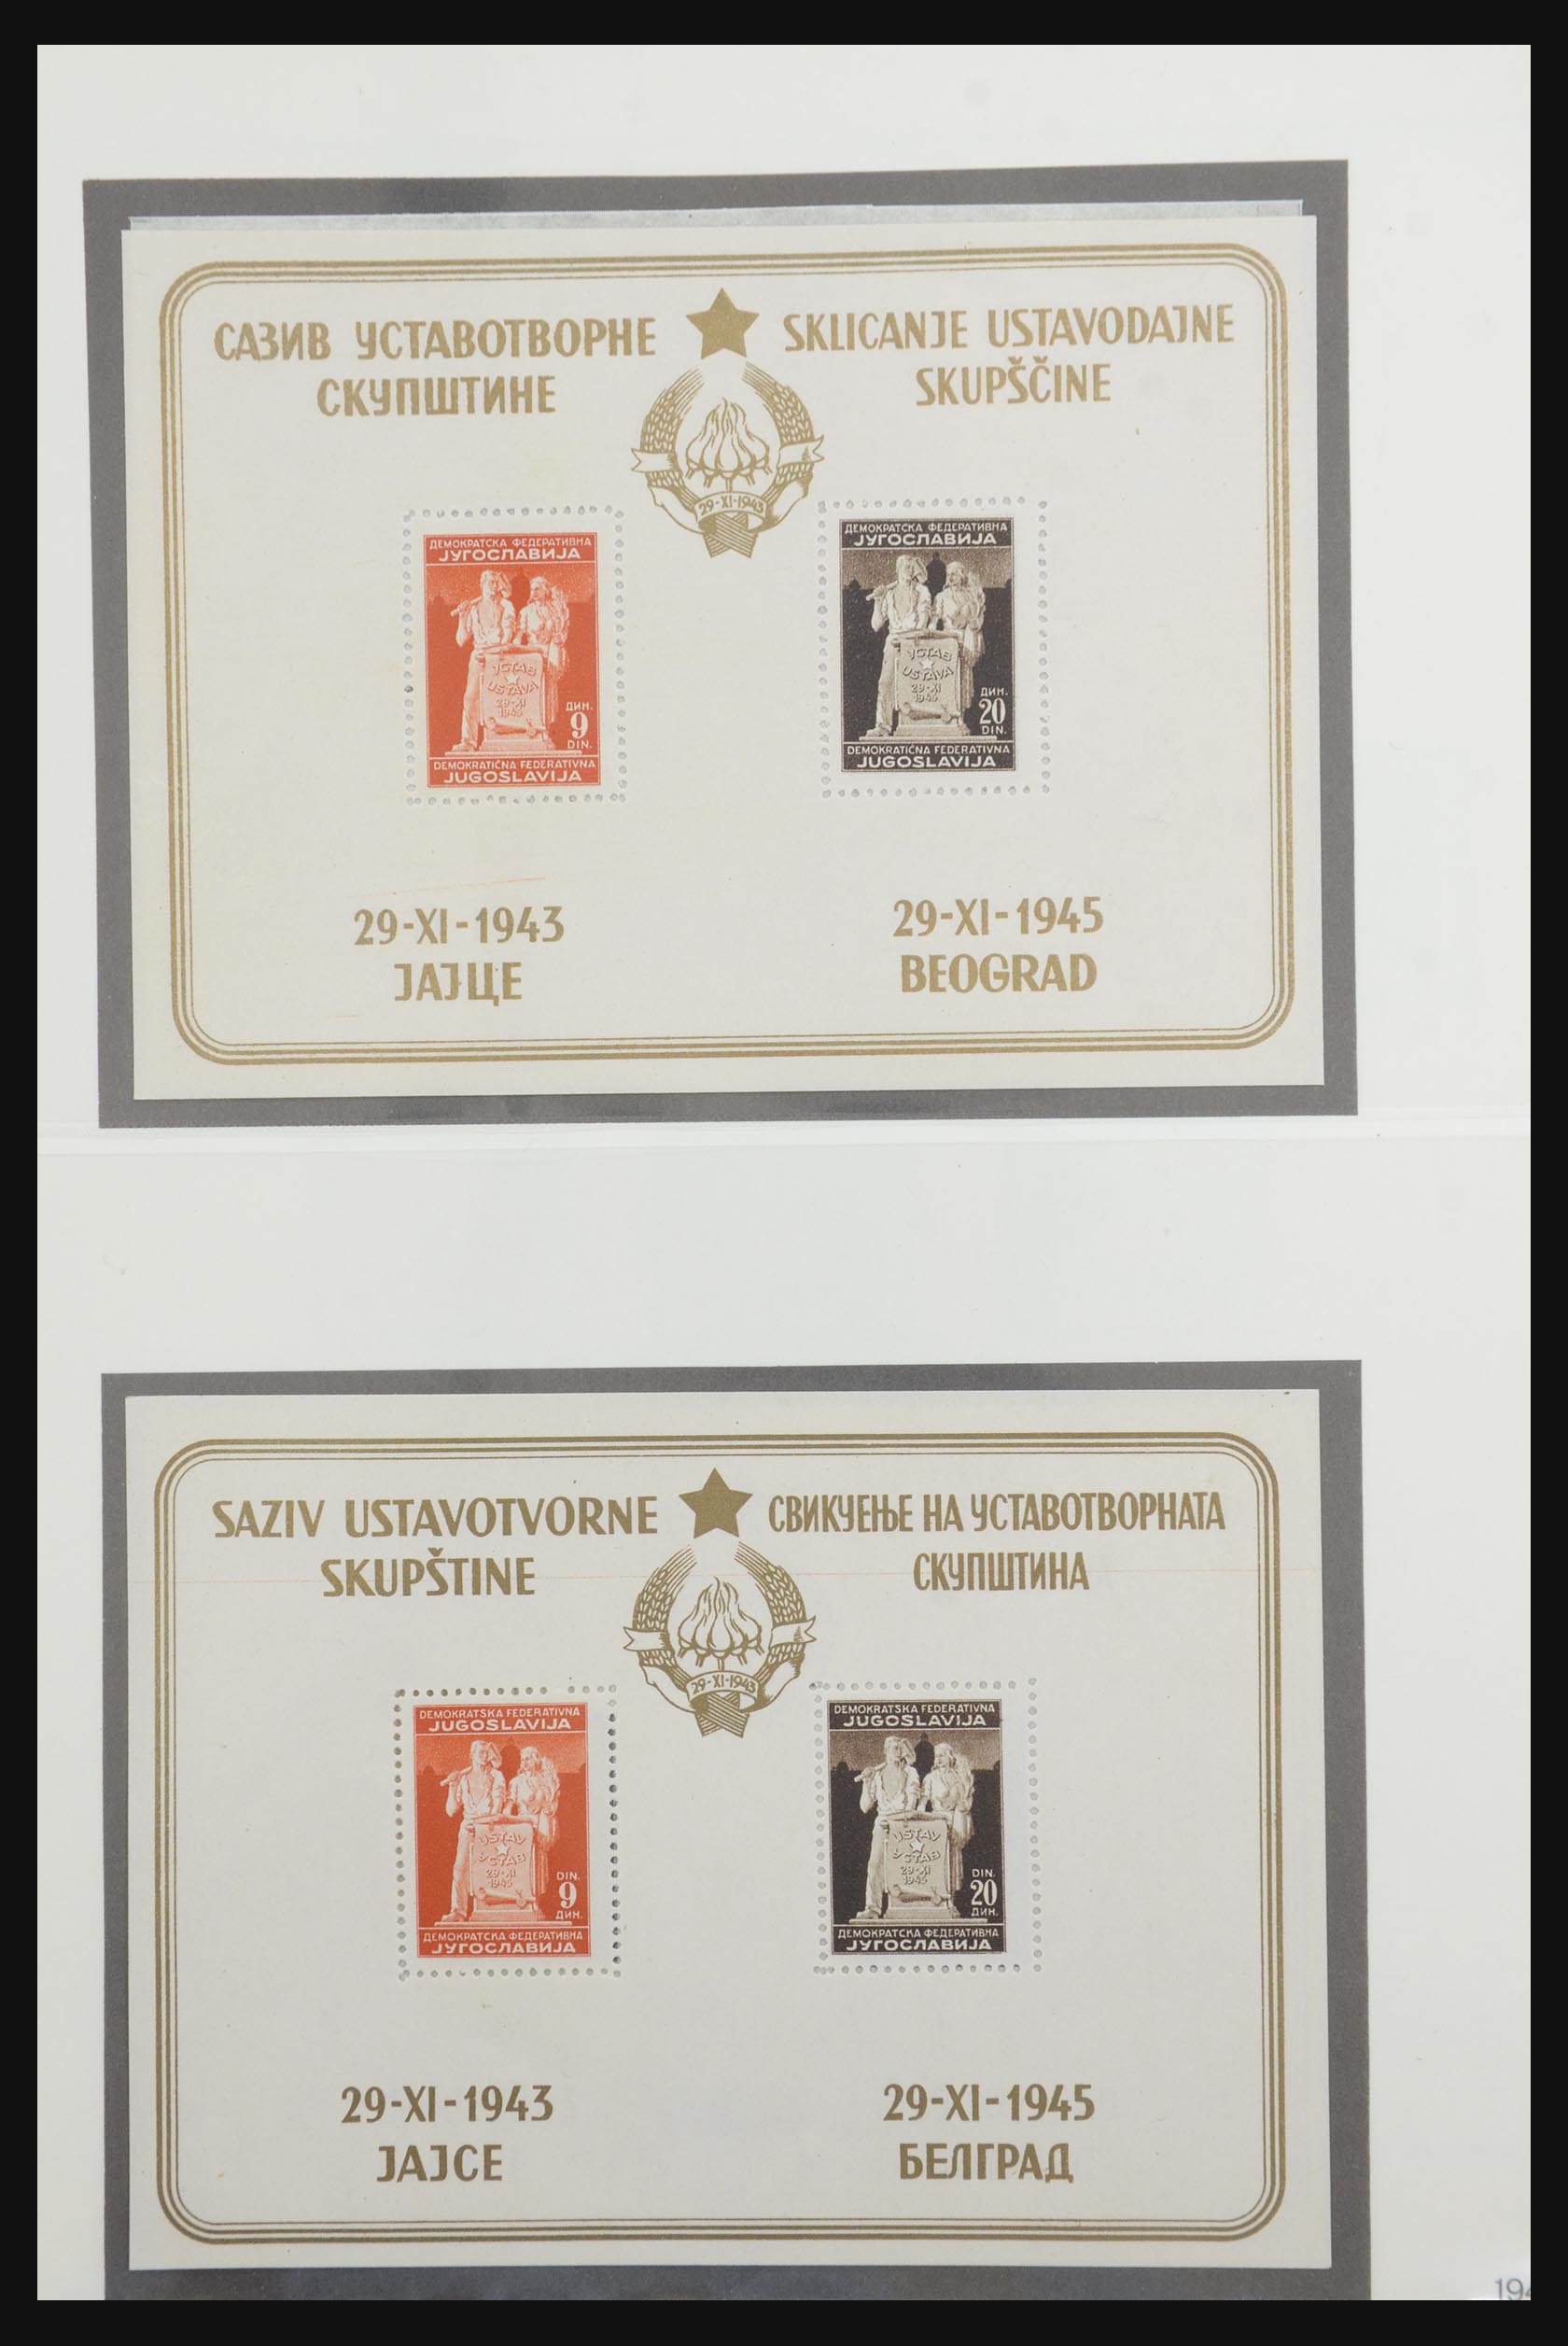 САЗИВ УСТАВОТВОРНЕ
СКУПШТИНЕ
SKLICANJE USTAVODAJNE
SKUPŠČINE
29-XI-1943
ДЕМОКРАТСКА ФЕДЕРАТИВНА
ЈУГОСЛАВИЈА
УСТАВ
USTAVA
29-XI
1945
ДИН.
9
DIN.
DEMOKRATIČNA FEDERATIVNA
JUGOSLAVIJA
ДЕМОКРАТСКА ФЕДЕРАТИВНА
ЈУГОСЛАВИЈА
УСТАВ
USTAVA
29-XI
1945
ДИН.
20
DIN.
DEMOKRATIČNA FEDERATIVNA
JUGOSLAVIJA
29-XI-1943
ЈАЈЦЕ
29-XI-1945
BEOGRAD
SAZIV USTAVOTVORNE
SKUPŠTINE
СВИКУЕЊЕ НА УСТАВОТВОРНАТА
СКУПШТИНА
29-XI-1943
DEMOKRATSKA FEDERATIVNA
JUGOSLAVIJA
USTAV
УСТАВ
29-XI
1945
DIN.
9
ДИН.
ДЕМОКРАТСКА ФЕДЕРАТИВНА
ЈУГОСЛАВИЈА
DEMOKRATSKA FEDERATIVNA
JUGOSLAVIJA
USTAV
УСТАВ
29-XI
1945
DIN.
20
ДИН.
ДЕМОКРАТСКА ФЕДЕРАТИВНА
ЈУГОСЛАВИЈА
29-XI-1943
JAJCE
29-XI-1945
БЕЛГРАД